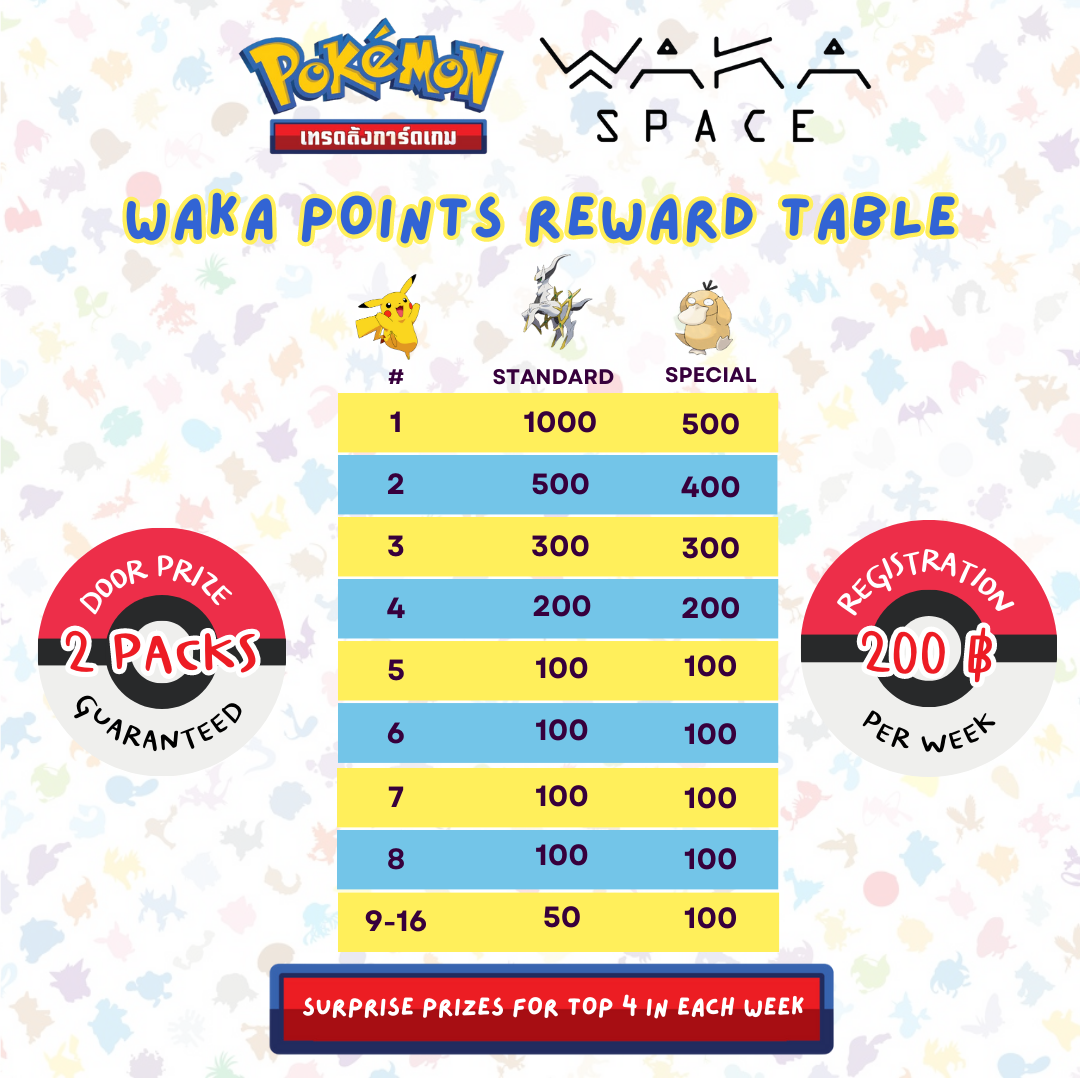 POKéMON
เทรดดิ้งการ์ดเกม
WAKA
SPACE
WAKA POINTS REWARD TABLE
# STANDARD SPECIAL
1 1000 500
2 500 400
3 300 300
4 200 200
5 100 100
6 100 100
7 100 100
8 100 100
9-16 50 100
DOOR PRIZE
2 PACKS
GUARANTEED
REGISTRATION
200 ฿
PER WEEK
SURPRISE PRIZES FOR TOP 4 IN EACH WEEK